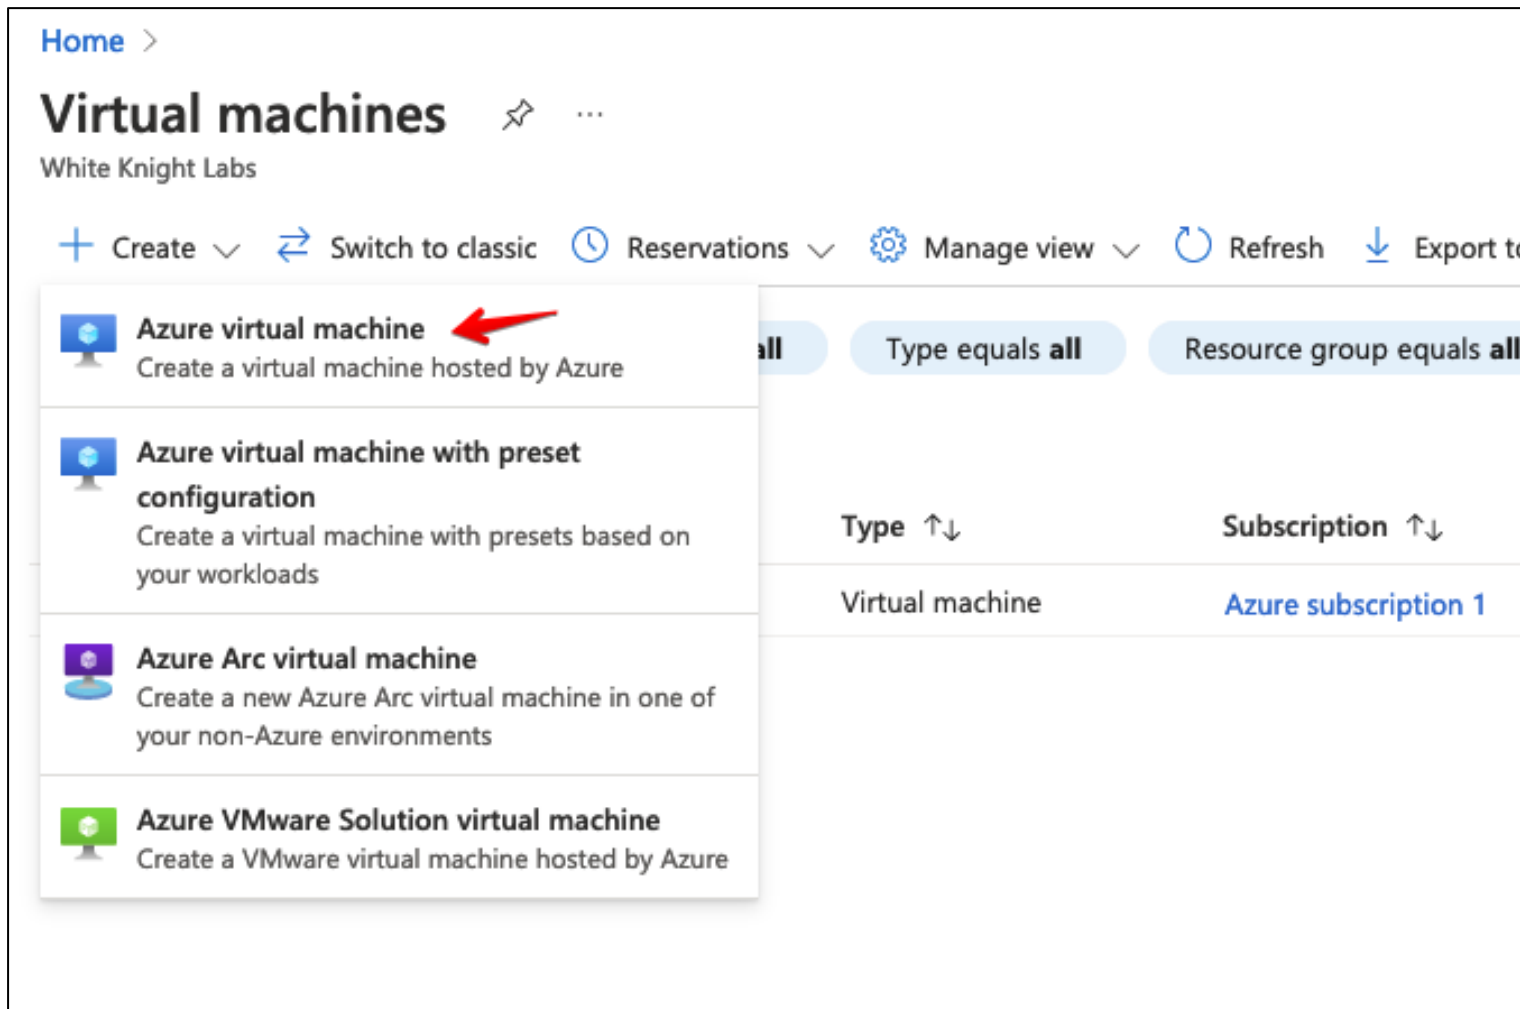 Home
Virtual machines
White Knight Labs
Create
Switch to classic
Reservations
Manage view
Refresh
Export
Azure virtual machine
Create a virtual machine hosted by Azure
all
Type equals all
Resource group equals all
Azure virtual machine with preset
configuration
Create a virtual machine with presets based on
your workloads
Type
Subscription
Virtual machine
Azure subscription 1
Azure Arc virtual machine
Create a new Azure Arc virtual machine in one of
your non-Azure environments
Azure VMware Solution virtual machine
Create a VMware virtual machine hosted by Azure